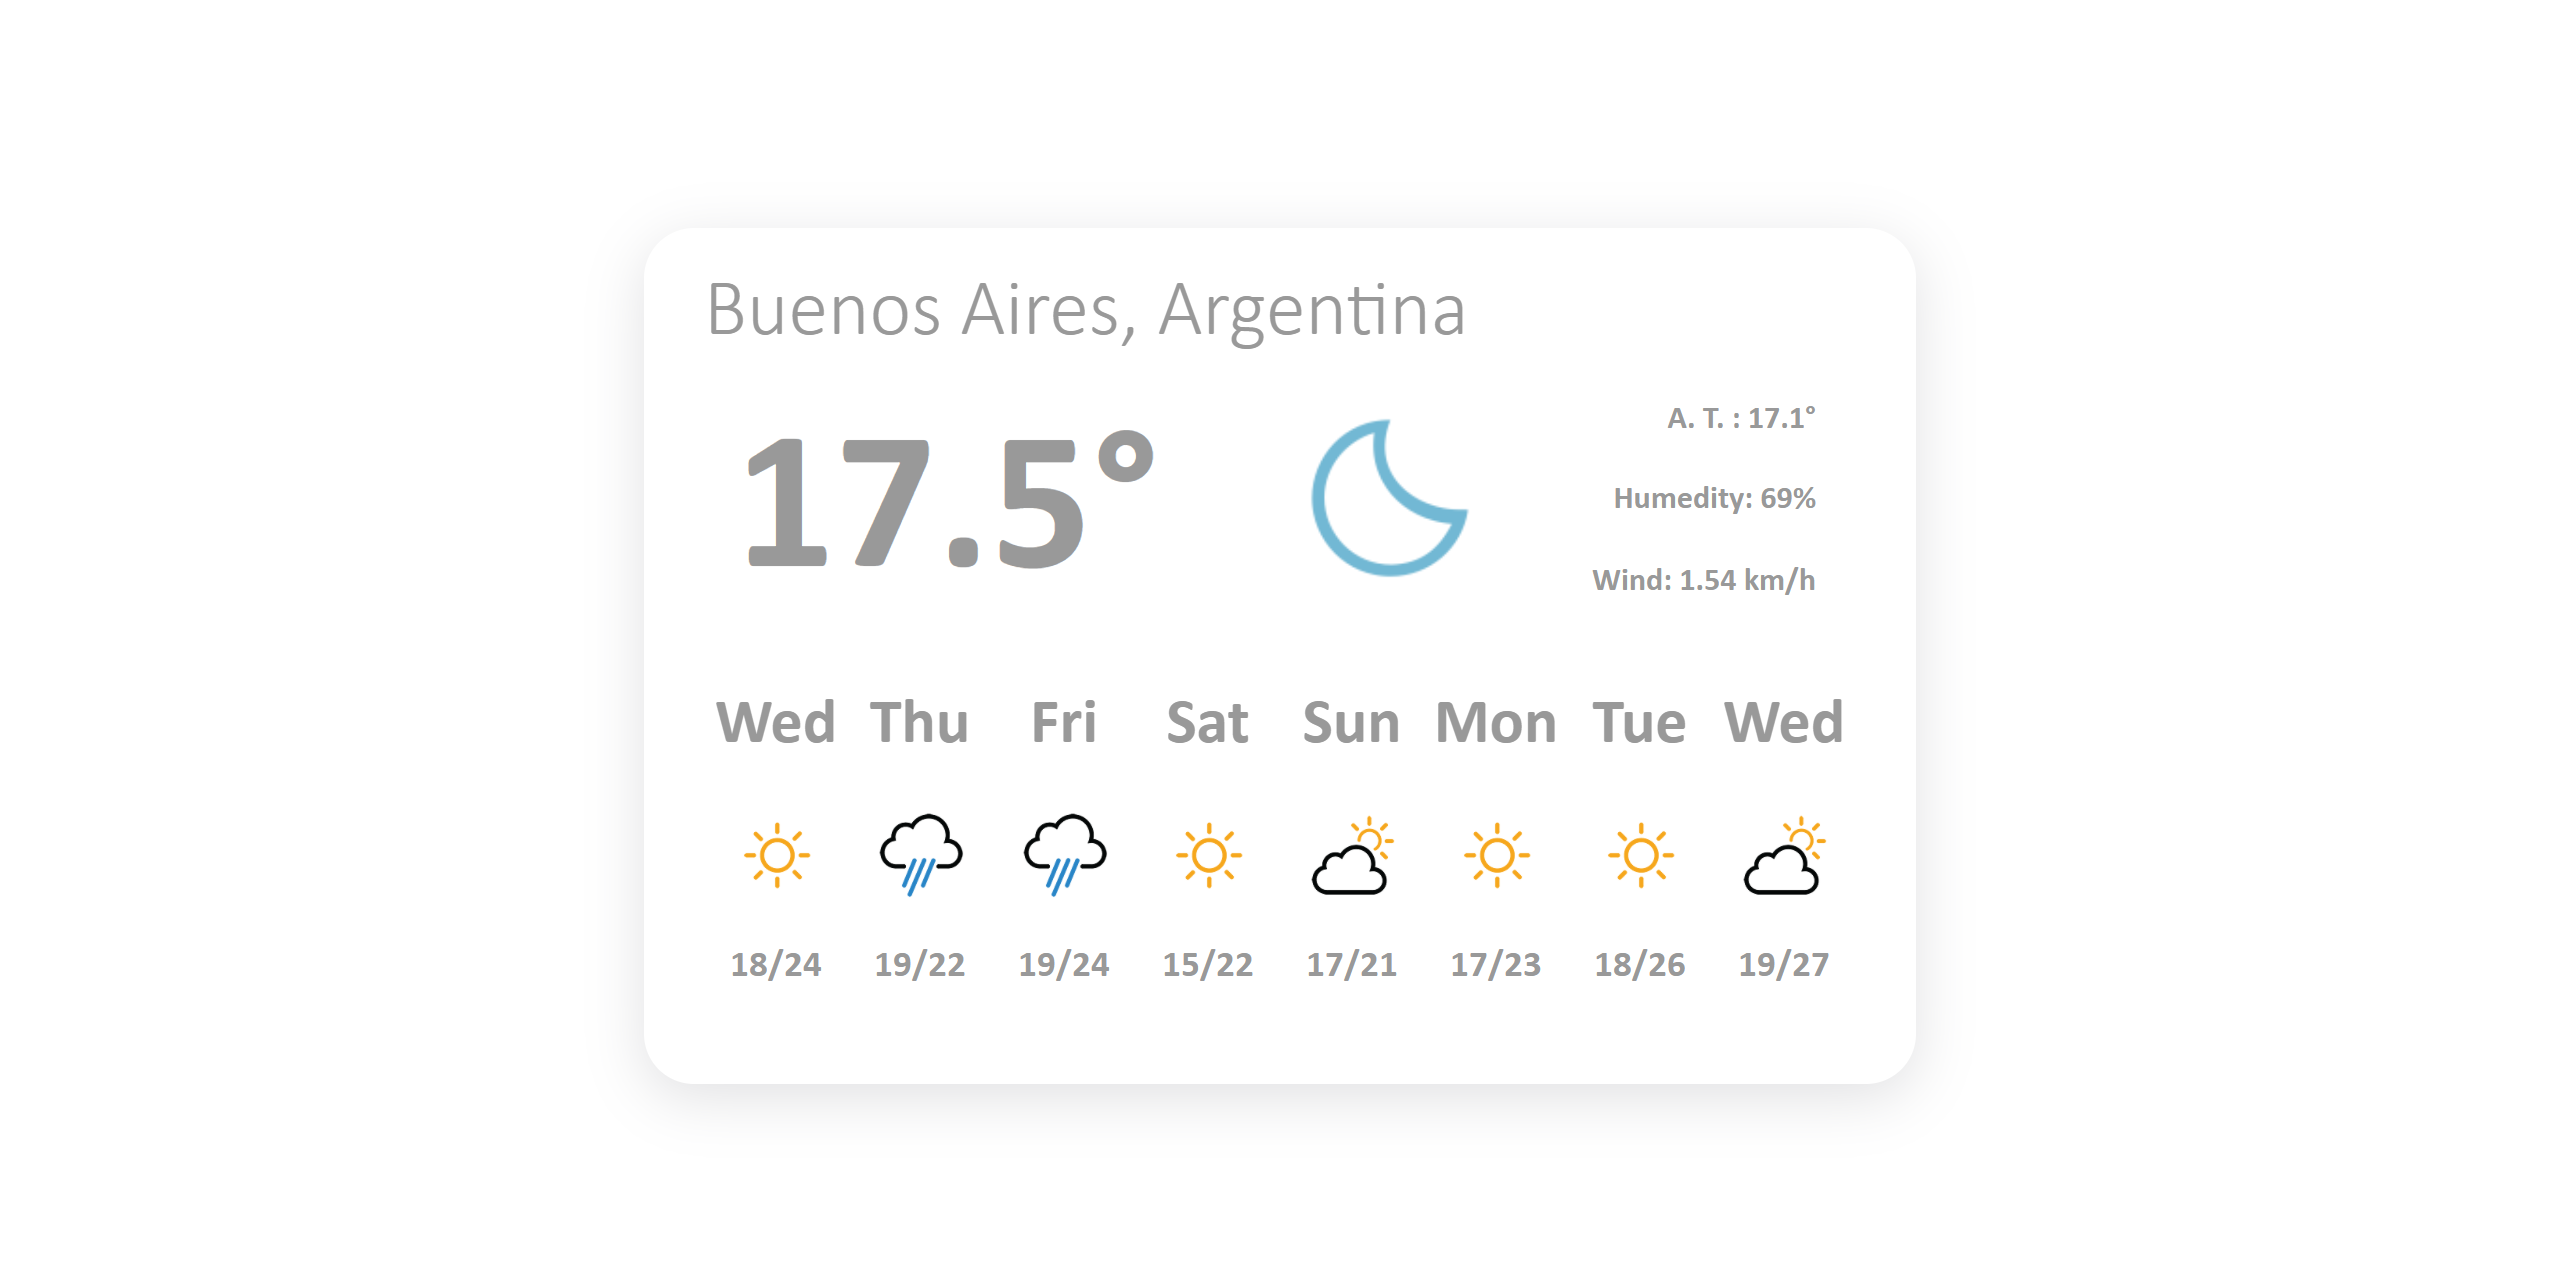 Buenos Aires, Argentina
17.5°
A. T. : 17.1°
Humedity: 69%
Wind: 1.54 km/h
Wed Thu Fri Sat Sun Mon Tue Wed
18/24 19/22 19/24 15/22 17/21 17/23 18/26 19/27